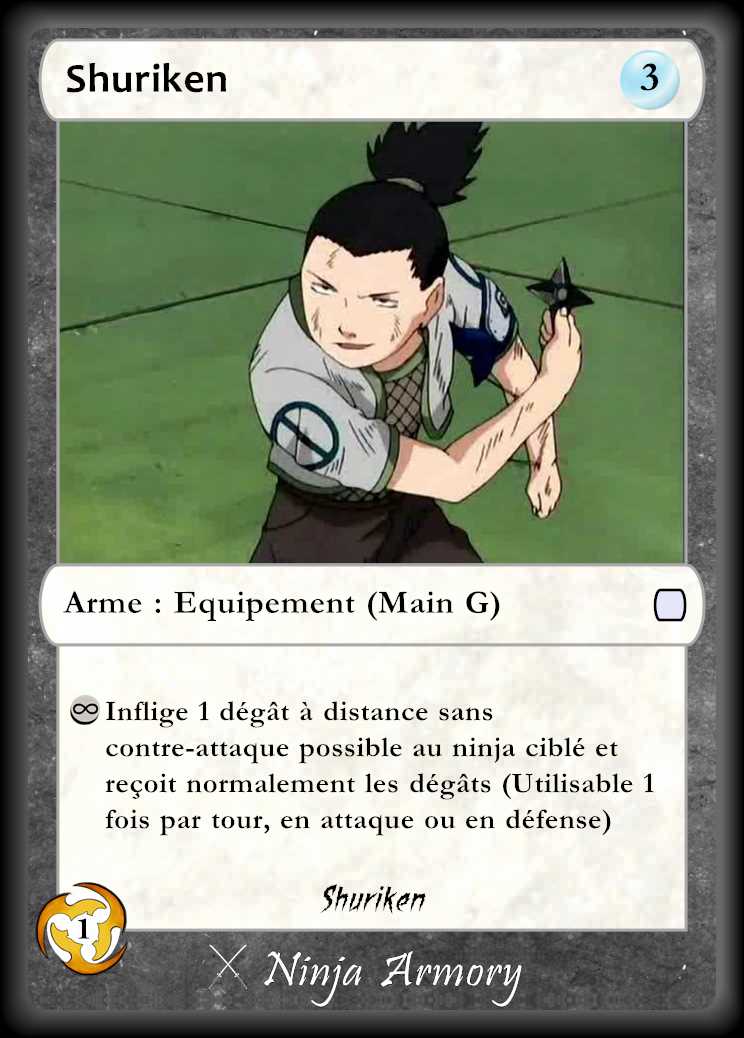 Shuriken
3
Arme : Equipement (Main G)
∞ Inflige 1 dégât à distance sans
contre-attaque possible au ninja ciblé et
reçoit normalement les dégâts (Utilisable 1
fois par tour, en attaque ou en défense)
Shuriken
1
Ninja Armory